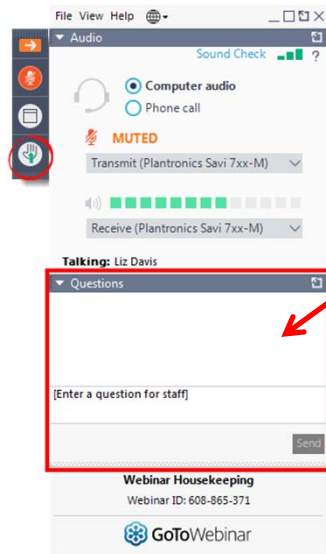 File View Help
Audio
Sound Check ?
Computer audio
Phone call
MUTED
Transmit (Plantronics Savi 7xx-M)
Receive (Plantronics Savi 7xx-M)
Talking: Liz Davis
Questions
[Enter a question for staff]
Send
Webinar Housekeeping
Webinar ID: 608-865-371
GoToWebinar